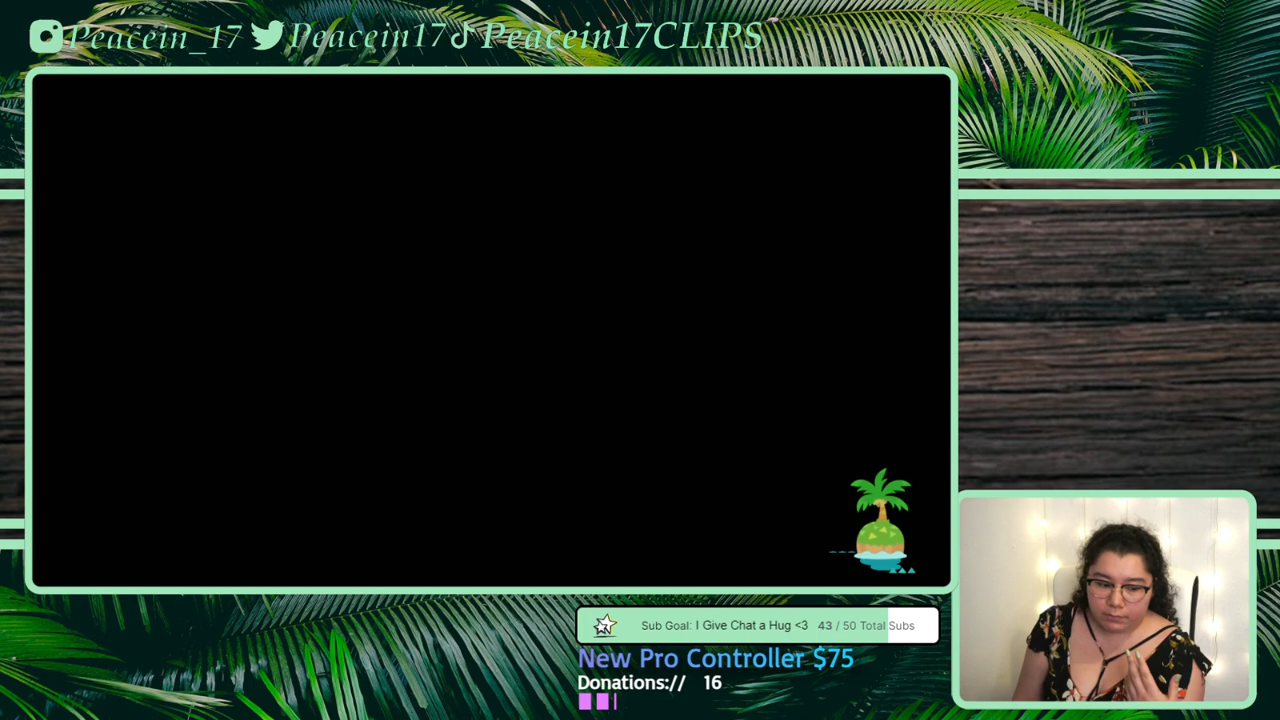 Peacein_17 Peacein17 Peacein17CLIPS
Sub Goal: I Give Chat a Hug <3 43 / 50 Total Subs
New Pro Controller $75
Donations:// 16